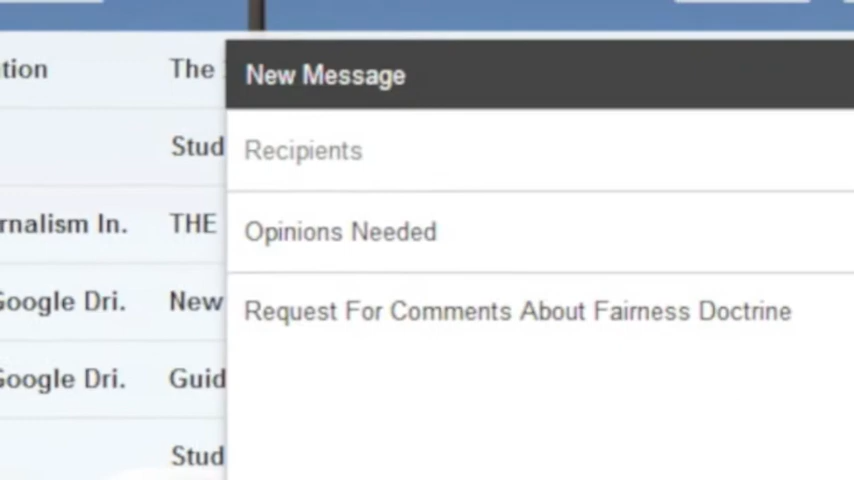 tion
The
New Message
Stud
Recipients
rnalism In.
THE
Opinions Needed
Google Dri.
New
Request For Comments About Fairness Doctrine
Google Dri.
Guid
Stud